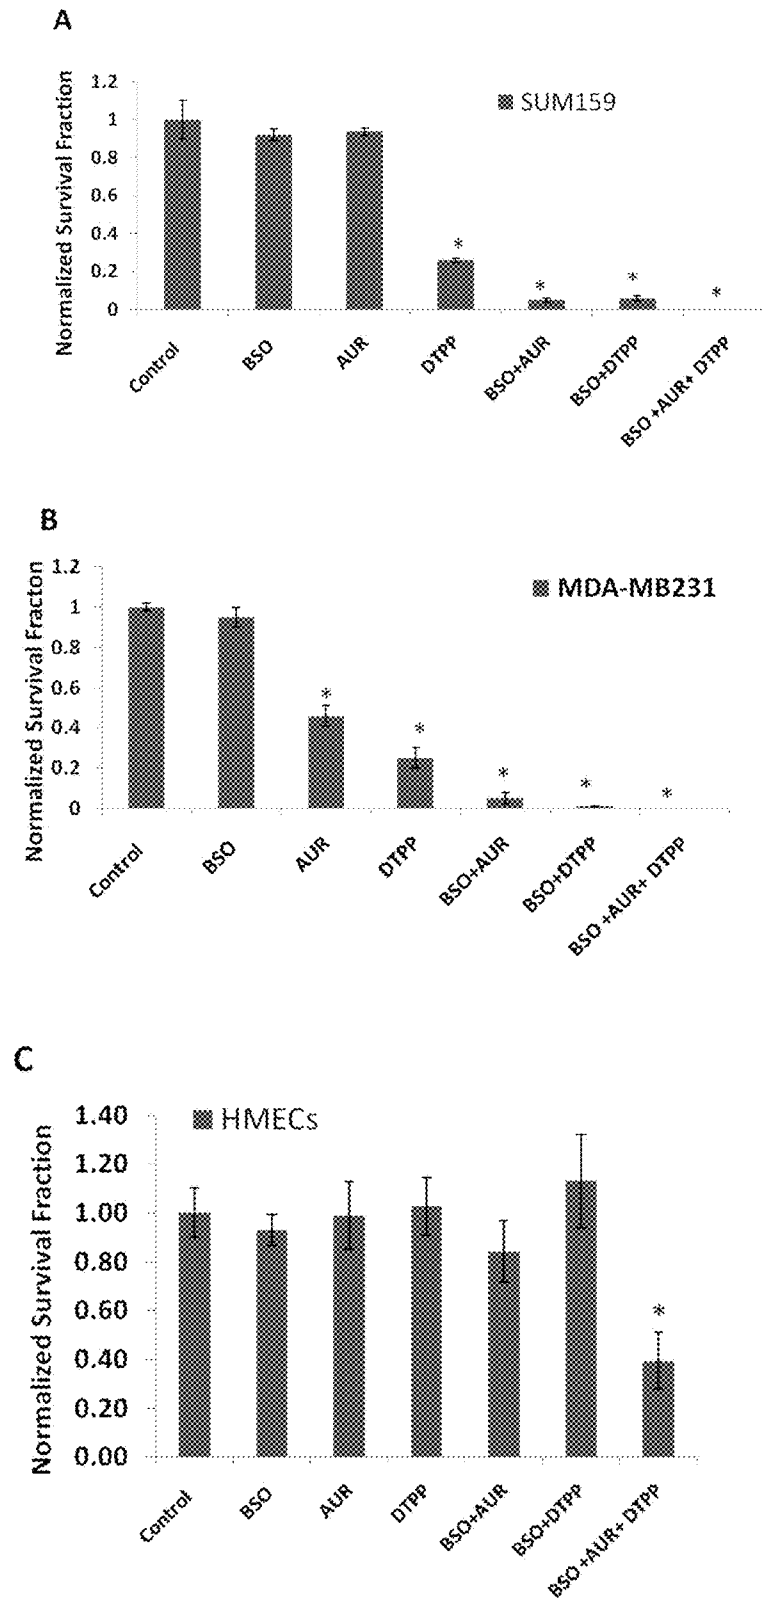 A
Normalized Survival Fraction
1.2
1
0.8
0.6
0.4
0.2
0
SUM159
*
*
*
*
Control
BSO
AUR
DTPP
BSO+AUR
BSO+DTPP
BSO +AUR+ DTPP
B
Normalized Survival Fracton
1.2
1
0.8
0.6
0.4
0.2
0
MDA-MB231
*
*
*
*
*
Control
BSO
AUR
DTPP
BSO+AUR
BSO+DTPP
BSO +AUR+ DTPP
C
Normalized Survival Fraction
1.40
1.20
1.00
0.80
0.60
0.40
0.20
0.00
HMECs
*
Control
BSO
AUR
DTPP
BSO+AUR
BSO+DTPP
BSO +AUR+ DTPP